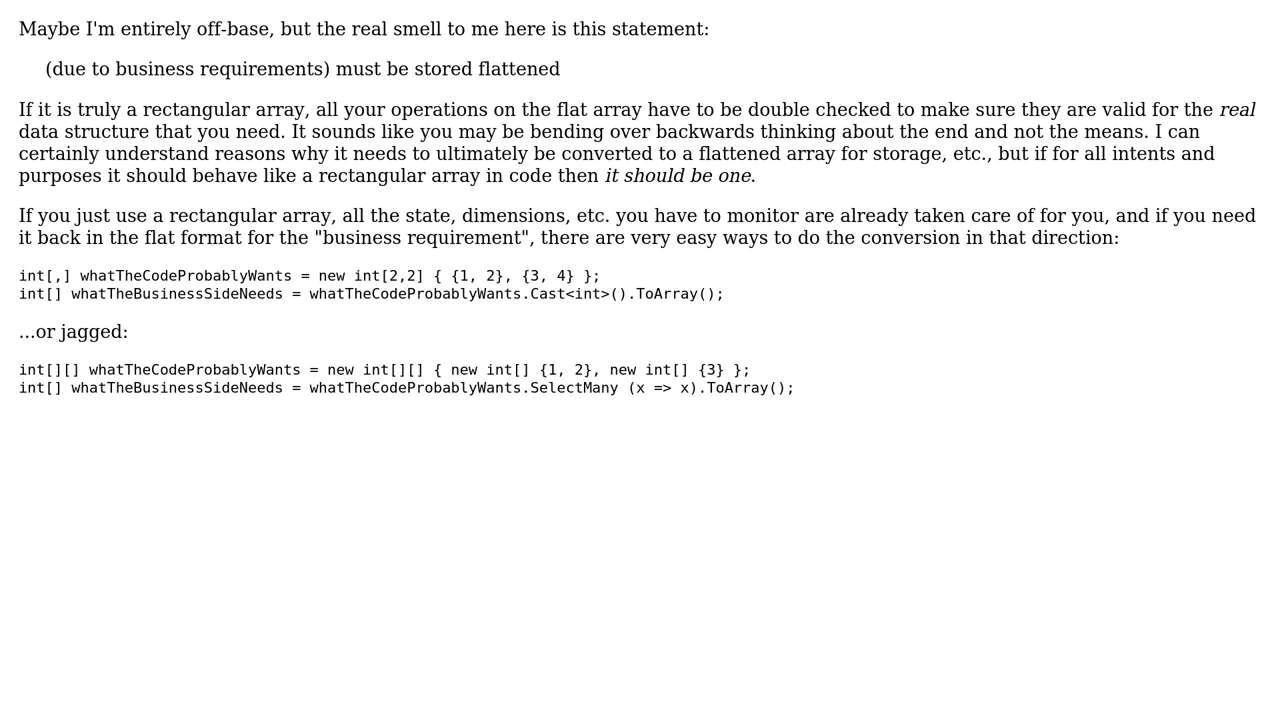 Maybe I'm entirely off-base, but the real smell to me here is this statement:
(due to business requirements) must be stored flattened
If it is truly a rectangular array, all your operations on the flat array have to be double checked to make sure they are valid for the real
data structure that you need. It sounds like you may be bending over backwards thinking about the end and not the means. I can
certainly understand reasons why it needs to ultimately be converted to a flattened array for storage, etc., but if for all intents and
purposes it should behave like a rectangular array in code then it should be one.
If you just use a rectangular array, all the state, dimensions, etc. you have to monitor are already taken care of for you, and if you need
it back in the flat format for the "business requirement", there are very easy ways to do the conversion in that direction:
int[,] whatTheCodeProbablyWants = new int[2,2] { {1, 2}, {3, 4} };
int[] whatTheBusinessSideNeeds = whatTheCodeProbablyWants.Cast<int>().ToArray();
...or jagged:
int[][] whatTheCodeProbablyWants = new int[][] { new int[] {1, 2}, new int[] {3} };
int[] whatTheBusinessSideNeeds = whatTheCodeProbablyWants.SelectMany (x => x).ToArray();